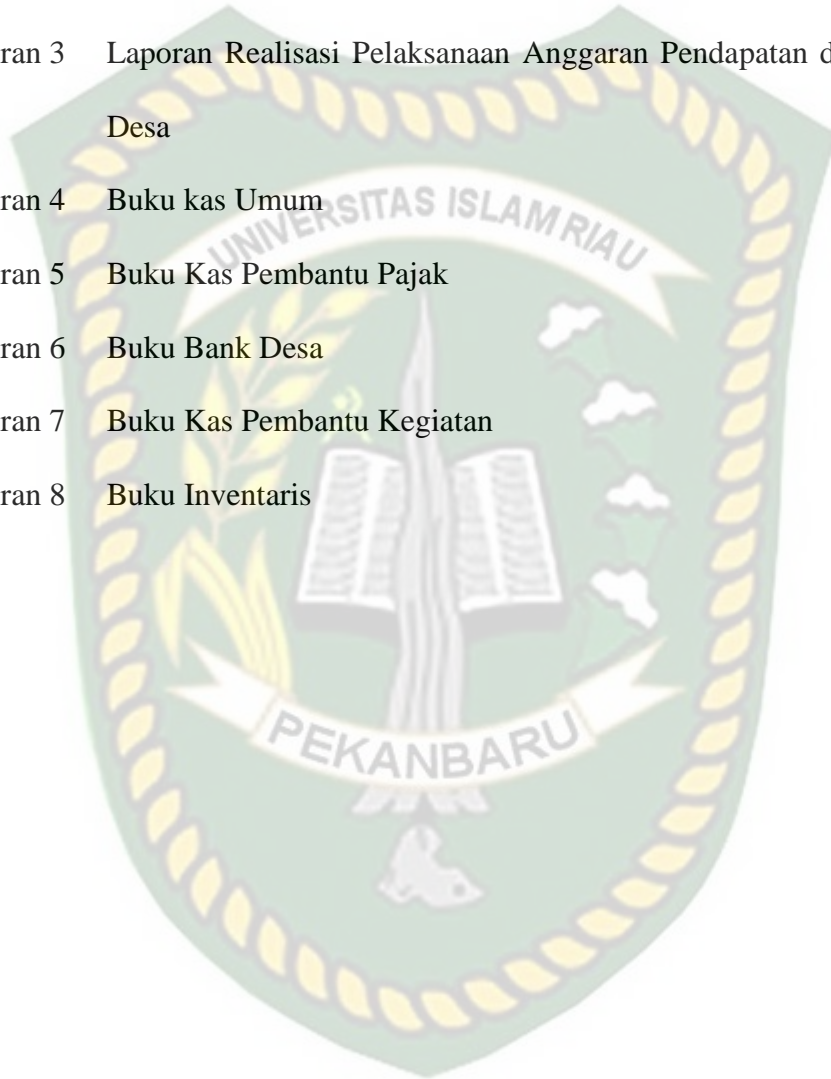 ran 3 Laporan Realisasi Pelaksanaan Anggaran Pendapatan d
Desa
ran 4 Buku kas Umum
UNIVERSITAS ISLAM RIAU
ran 5 Buku Kas Pembantu Pajak
ran 6 Buku Bank Desa
ran 7 Buku Kas Pembantu Kegiatan
ran 8 Buku Inventaris
PEKANBARU